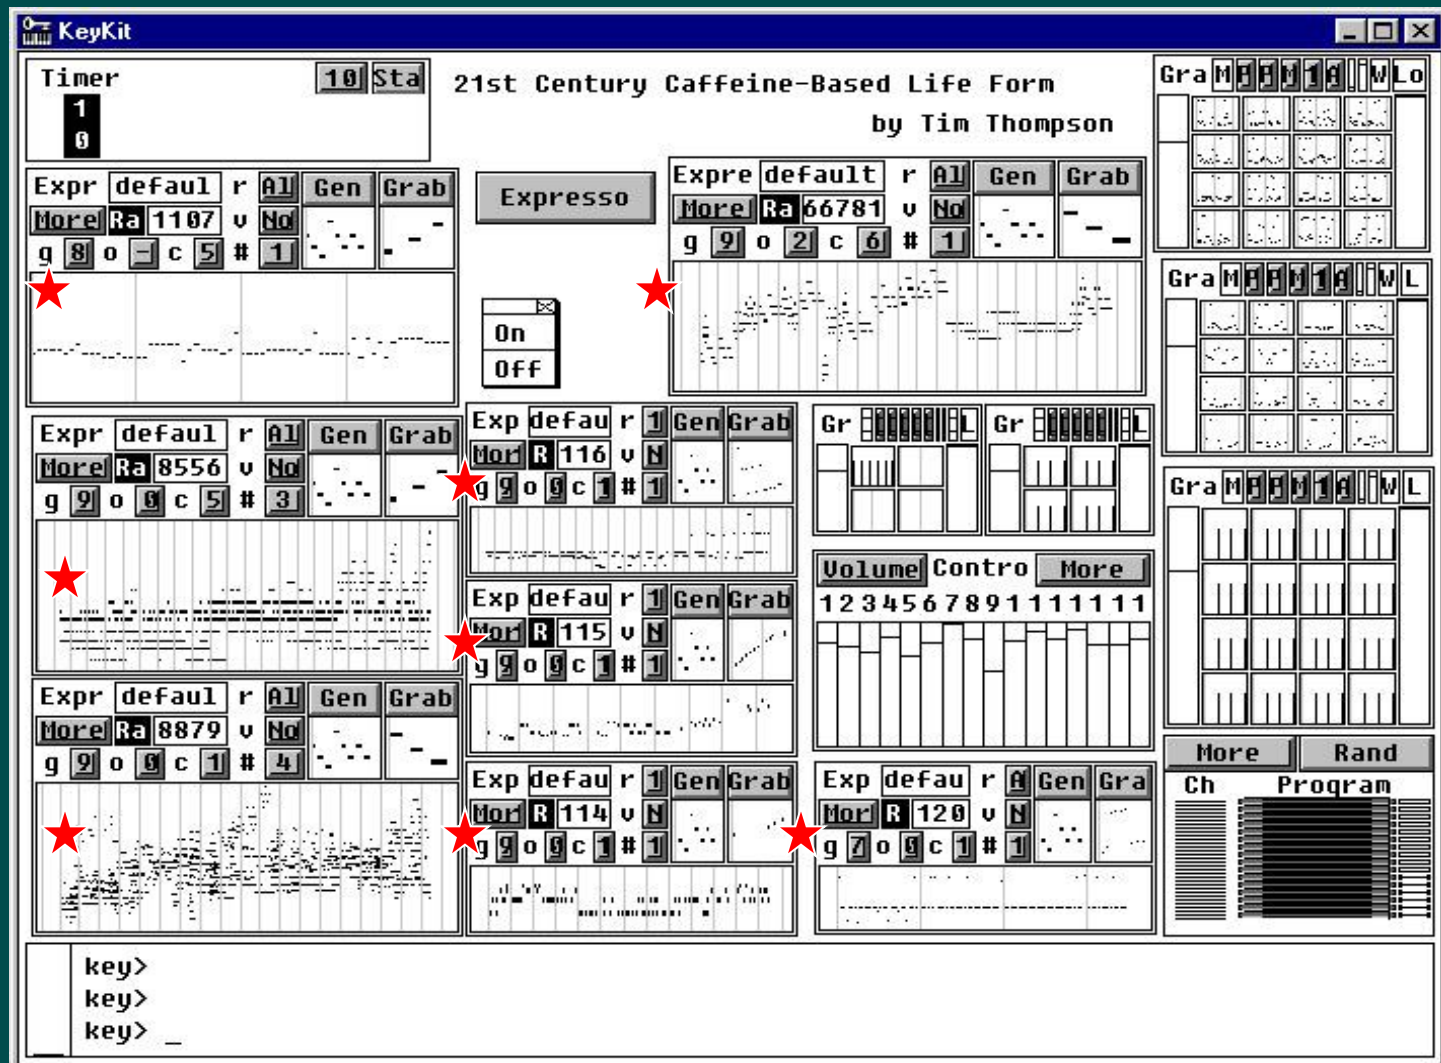 KeyKit
Timer 10 Sta
1
0
21st Century Caffeine-Based Life Form
by Tim Thompson
Expr defaul r Al Gen Grab
More Ra 1107 v No
g 8 o - c 5 # 1
Expresso
On
Off
Expre default r Al Gen Grab
More Ra 66781 v No
g 9 o 2 c 6 # 1
Gra M M 1 A W Lo
Gra M M 1 A W L
Expr defaul r Al Gen Grab
More Ra 8556 v No
g 9 o 0 c 5 # 3
Exp defau r 1 Gen Grab
Mor R 116 v N
g 9 o 0 c 1 # 1
Gr L
Gr L
Gra M M 1 A W L
Exp defau r 1 Gen Grab
Mor R 115 v N
g 9 o 0 c 1 # 1
Volume Contro More
1 2 3 4 5 6 7 8 9 1 1 1 1 1 1 1
Expr defaul r Al Gen Grab
More Ra 8879 v No
g 9 o 0 c 1 # 4
Exp defau r 1 Gen Grab
Mor R 114 v N
g 9 o 0 c 1 # 1
Exp defau r A Gen Gra
Mor R 120 v N
g 7 o 0 c 1 # 1
More Rand
Ch Program
key>
key>
key> _